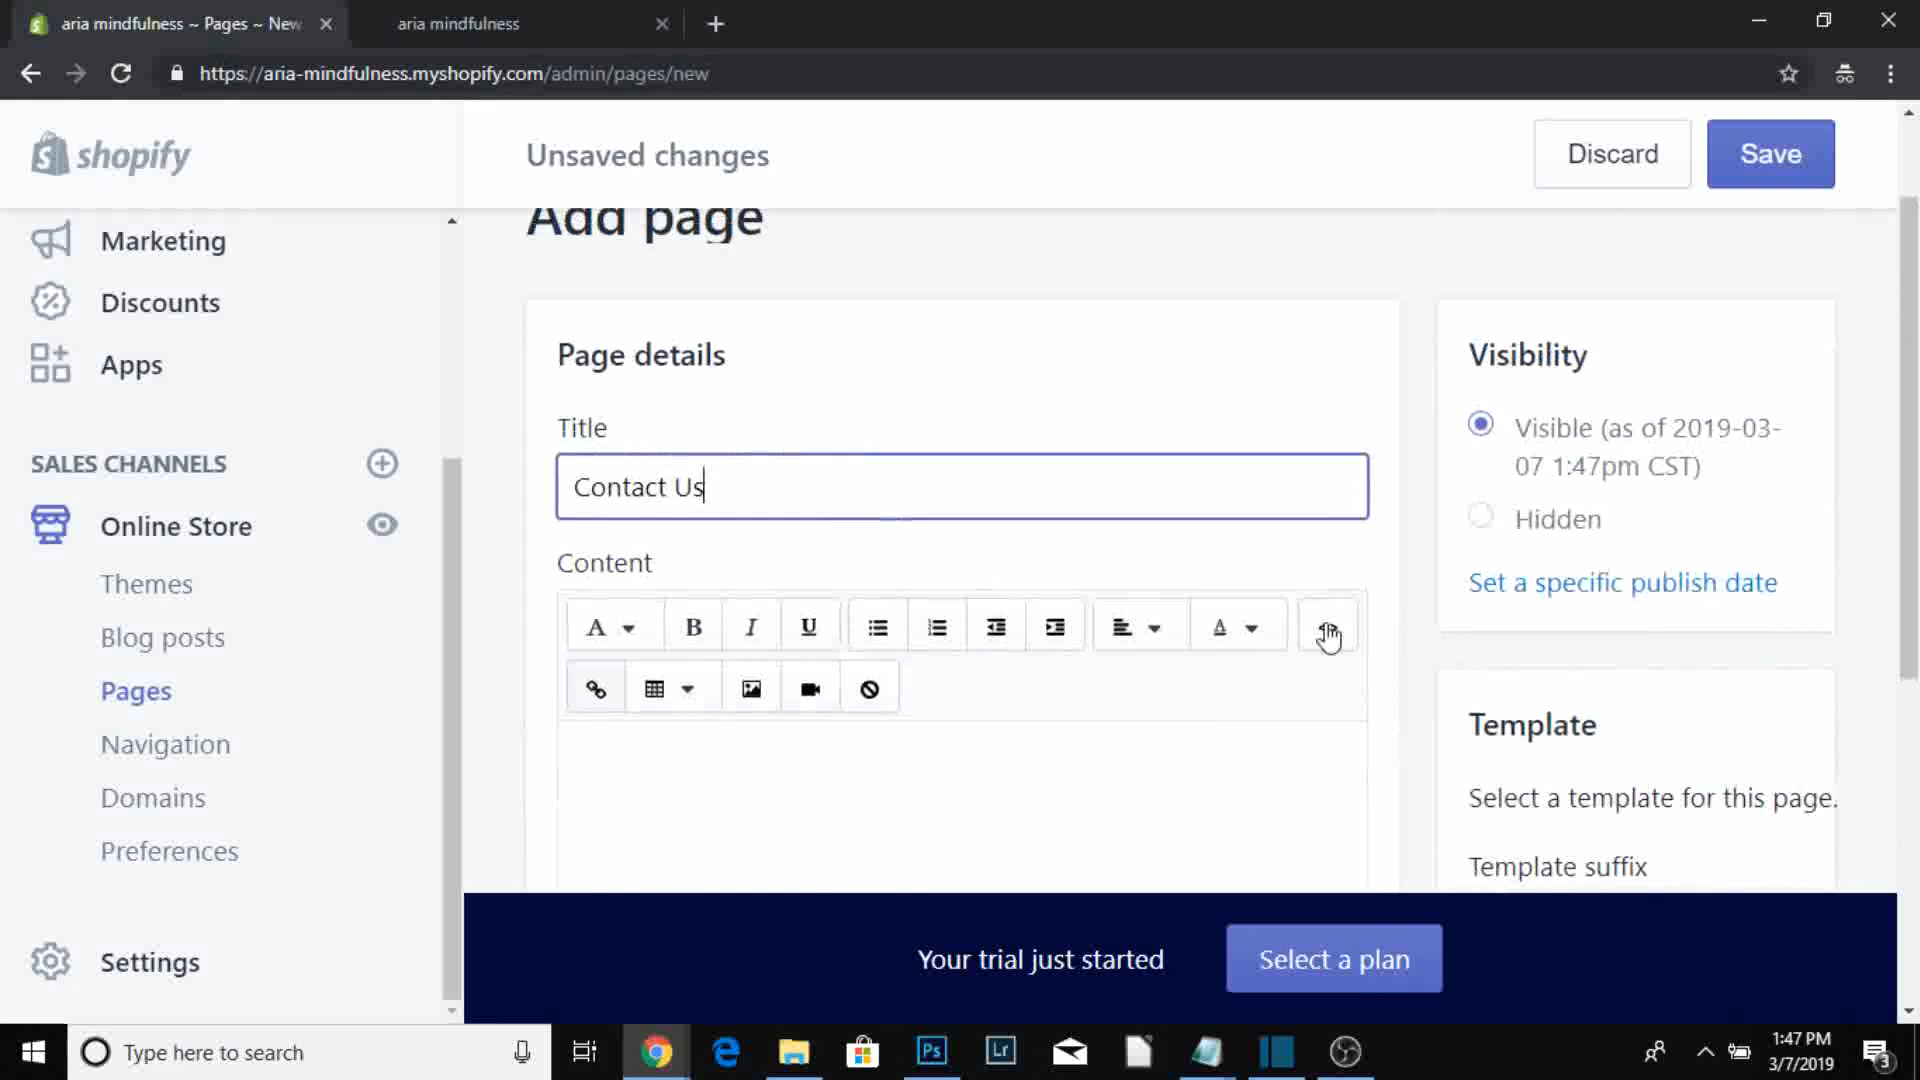 aria mindfulness ~ Pages ~ New
aria mindfulness
https://aria-mindfulness.myshopify.com/admin/pages/new
shopify
Unsaved changes
Discard
Save
Marketing
Discounts
Apps
SALES CHANNELS
Online Store
Themes
Blog posts
Pages
Navigation
Domains
Preferences
Settings
Add page
Page details
Title
Contact Us
Content
A
B
I
U
A
Visibility
Visible (as of 2019-03-
07 1:47pm CST)
Hidden
Set a specific publish date
Template
Select a template for this page.
Template suffix
Your trial just started
Select a plan
Type here to search
Ps
Lr
1:47 PM
3/7/2019
3